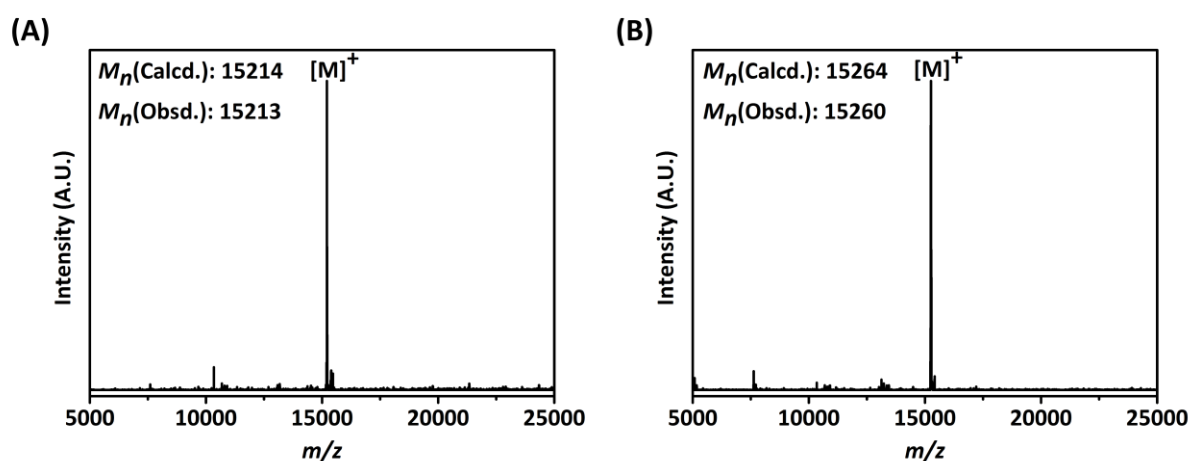 (A)
Mn(Calcd.): 15214 [M]+
Mn(Obsd.): 15213
Intensity (A.U.)
5000 10000 15000 20000 25000
m/z
(B)
Mn(Calcd.): 15264 [M]+
Mn(Obsd.): 15260
Intensity (A.U.)
5000 10000 15000 20000 25000
m/z